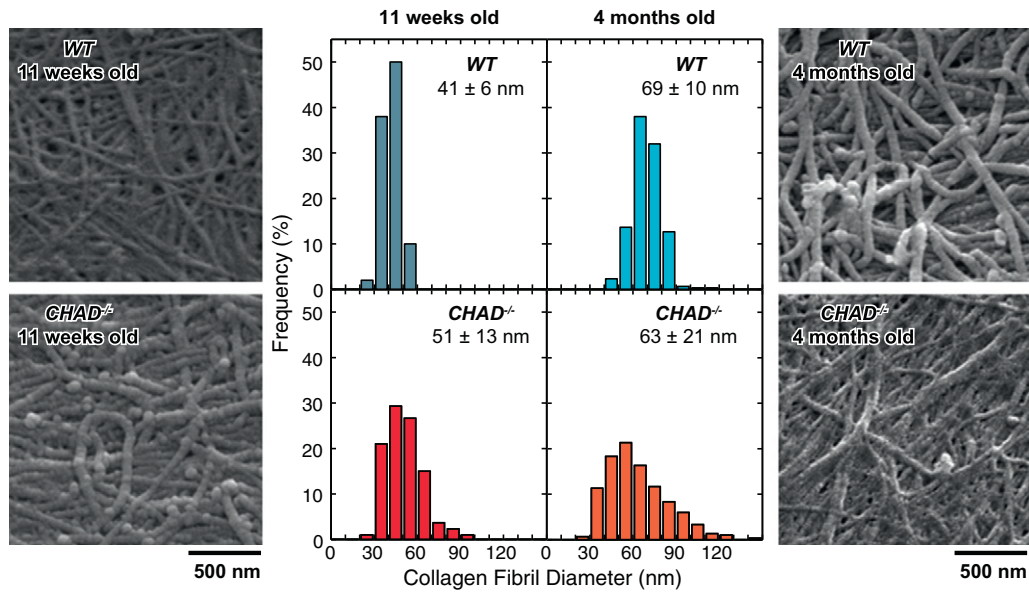 11 weeks old
4 months old
WT
11 weeks old
WT
41 ± 6 nm
WT
69 ± 10 nm
WT
4 months old
CHAD-/-
11 weeks old
CHAD-/-
51 ± 13 nm
CHAD-/-
63 ± 21 nm
CHAD-/-
4 months old
Frequency (%)
50
40
30
20
10
0
50
40
30
20
10
0
0 30 60 90 120 0 30 60 90 120
Collagen Fibril Diameter (nm)
500 nm
500 nm